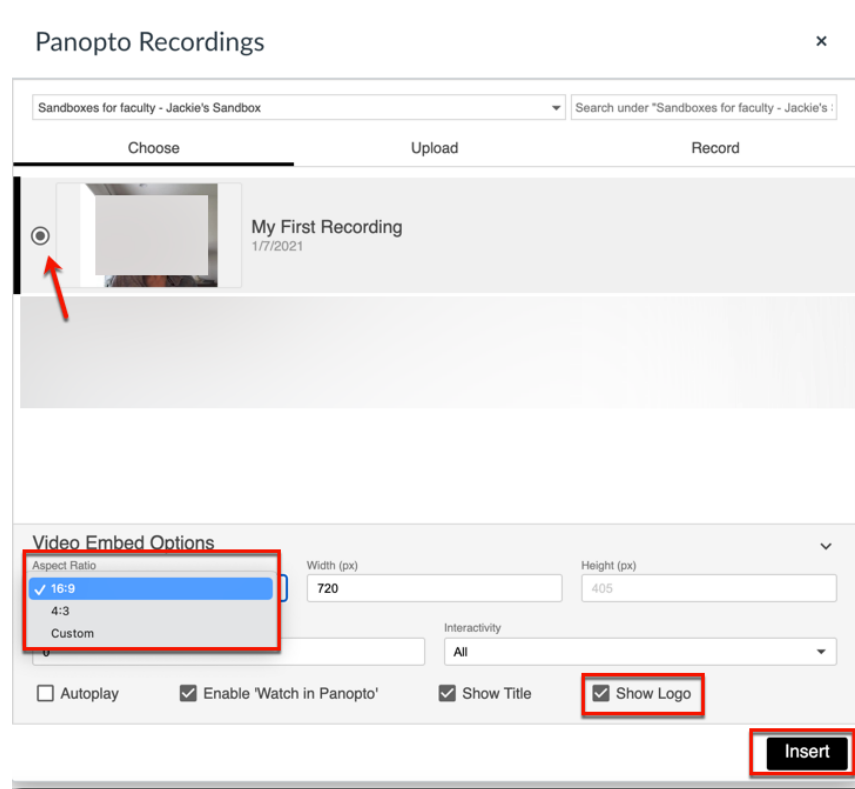 Panopto Recordings ×
Sandboxes for faculty - Jackie's Sandbox Search under "Sandboxes for faculty - Jackie's
Choose Upload Record
My First Recording
1/7/2021
Video Embed Options
Aspect Ratio Width (px) Height (px)
✓ 16:9 720 405
4:3
Custom Interactivity
0 All
Autoplay Enable 'Watch in Panopto' Show Title Show Logo
Insert